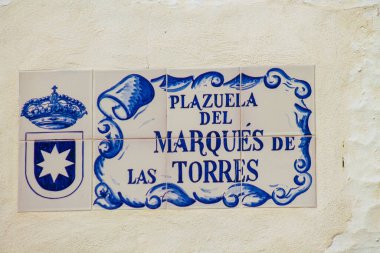 PLAZUELA
DEL
MARQUÉS DE
LAS TORRES